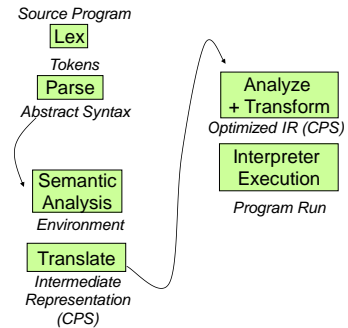 Source Program
Lex
Tokens
Parse
Abstract Syntax
Semantic
Analysis
Environment
Translate
Intermediate
Representation
(CPS)
Analyze
+ Transform
Optimized IR (CPS)
Interpreter
Execution
Program Run